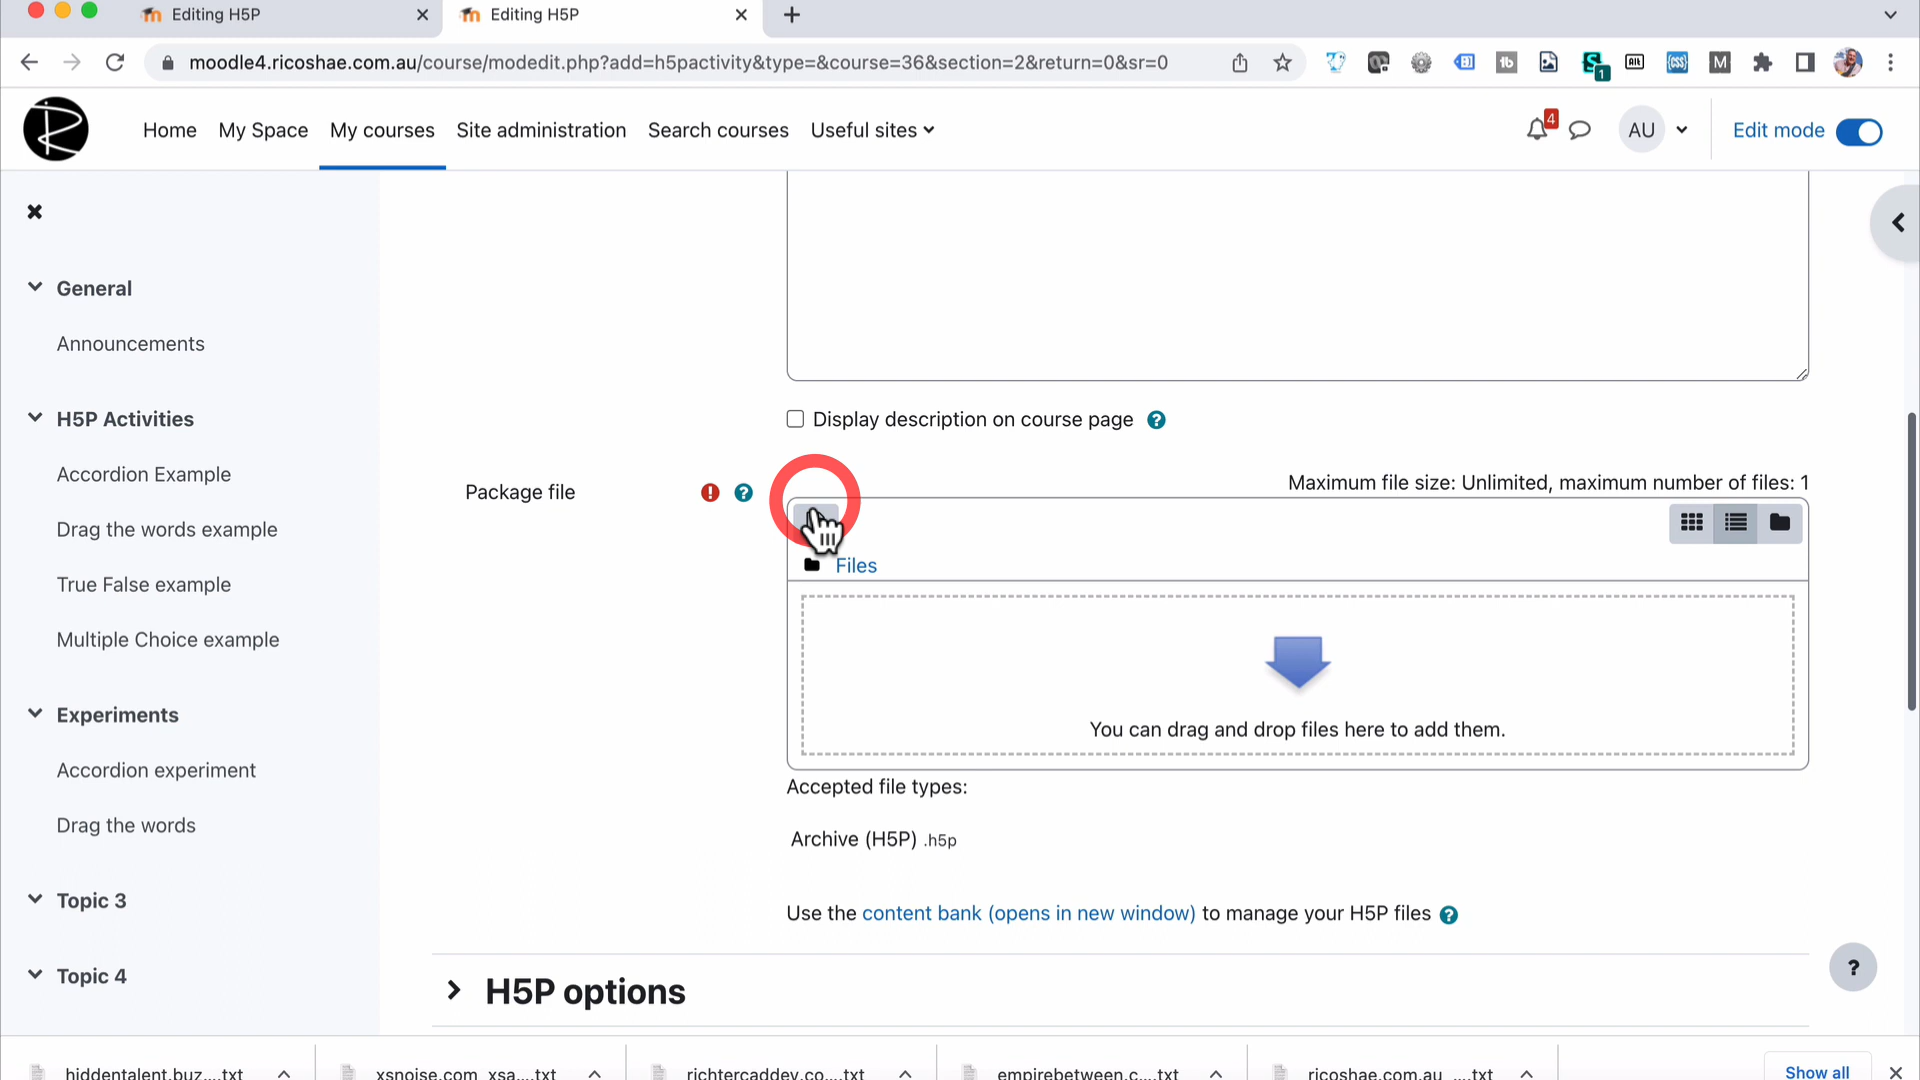 Editing H5P
Editing H5P
moodle4.ricoshae.com.au/course/modedit.php?add=h5pactivity&type=&course=36&section=2&return=0&sr=0
1
Home My Space My courses Site administration Search courses Useful sites
4
AU
Edit mode
General
Announcements
H5P Activities
Accordion Example
Drag the words example
True False example
Multiple Choice example
Experiments
Accordion experiment
Drag the words
Topic 3
Topic 4
Display description on course page
Package file
Maximum file size: Unlimited, maximum number of files: 1
Files
You can drag and drop files here to add them.
Accepted file types:
Archive (H5P) .h5p
Use the content bank (opens in new window) to manage your H5P files
H5P options
hiddentalent.buz....txt
xsnoise.com_xsa....txt
richtercaddev.co....txt
empirebetween.c....txt
ricoshae.com.au_....txt
Show all